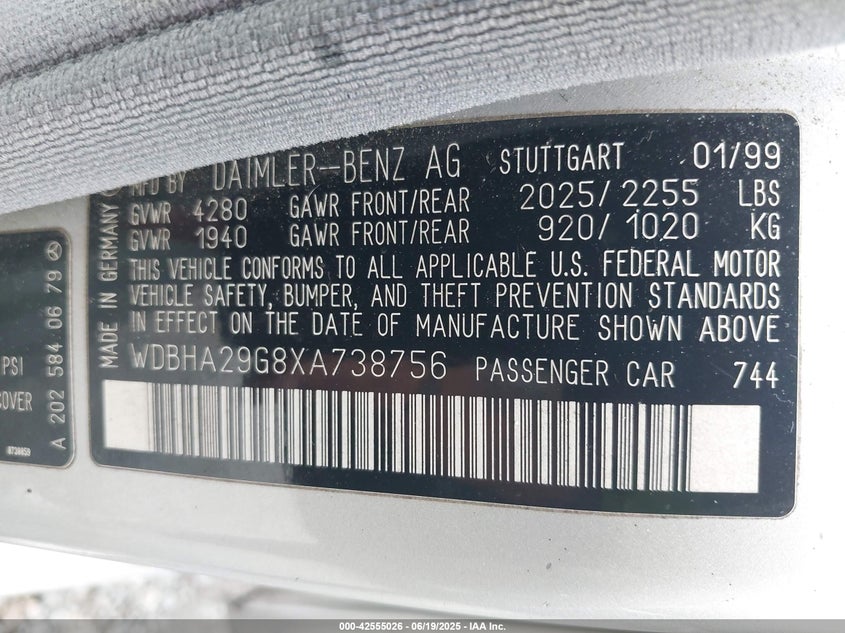 MFD BY DAIMLER-BENZ AG STUTTGART 01/99
GVWR 4280 GAWR FRONT/REAR 2025/2255 LBS
GVWR 1940 GAWR FRONT/REAR 920/1020 KG
THIS VEHICLE CONFORMS TO ALL APPLICABLE U.S. FEDERAL MOTOR
VEHICLE SAFETY, BUMPER, AND THEFT PREVENTION STANDARDS
IN EFFECT ON THE DATE OF MANUFACTURE SHOWN ABOVE
WDBHA29G8XA738756 PASSENGER CAR 744
MADE IN GERMANY
A 202 584 06 79
PSI
COVER
000-42555026 - 06/19/2025 - IAA Inc.